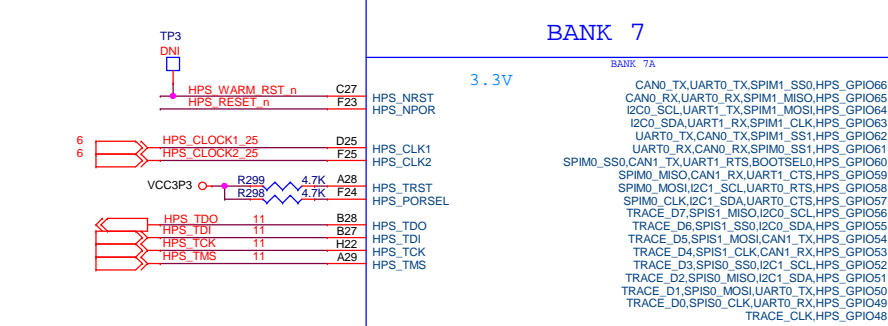 BANK 7
BANK 7A
3.3V
TP3
DNI
HPS_WARM_RST_n C27 HPS_NRST
HPS_RESET_n F23 HPS_NPOR
6 HPS_CLOCK1_25 D25 HPS_CLK1
6 HPS_CLOCK2_25 F25 HPS_CLK2
VCC3P3
R299 4.7K A28 HPS_TRST
R298 4.7K F24 HPS_PORSEL
HPS_TDO 11 B28 HPS_TDO
HPS_TDI 11 B27 HPS_TDI
HPS_TCK 11 H22 HPS_TCK
HPS_TMS 11 A29 HPS_TMS
CAN0_TX,UART0_TX,SPIM1_SS0,HPS_GPIO66
CAN0_RX,UART0_RX,SPIM1_MISO,HPS_GPIO65
I2C0_SCL,UART1_TX,SPIM1_MOSI,HPS_GPIO64
I2C0_SDA,UART1_RX,SPIM1_CLK,HPS_GPIO63
UART0_TX,CAN0_TX,SPIM1_SS1,HPS_GPIO62
UART0_RX,CAN0_RX,SPIM0_SS1,HPS_GPIO61
SPIM0_SS0,CAN1_TX,UART1_RTS,BOOTSEL0,HPS_GPIO60
SPIM0_MISO,CAN1_RX,UART1_CTS,HPS_GPIO59
SPIM0_MOSI,I2C1_SCL,UART0_RTS,HPS_GPIO58
SPIM0_CLK,I2C1_SDA,UART0_CTS,HPS_GPIO57
TRACE_D7,SPIS1_MISO,I2C0_SCL,HPS_GPIO56
TRACE_D6,SPIS1_SS0,I2C0_SDA,HPS_GPIO55
TRACE_D5,SPIS1_MOSI,CAN1_TX,HPS_GPIO54
TRACE_D4,SPIS1_CLK,CAN1_RX,HPS_GPIO53
TRACE_D3,SPIS0_SS0,I2C1_SCL,HPS_GPIO52
TRACE_D2,SPIS0_MISO,I2C1_SDA,HPS_GPIO51
TRACE_D1,SPIS0_MOSI,UART0_TX,HPS_GPIO50
TRACE_D0,SPIS0_CLK,UART0_RX,HPS_GPIO49
TRACE_CLK,HPS_GPIO48